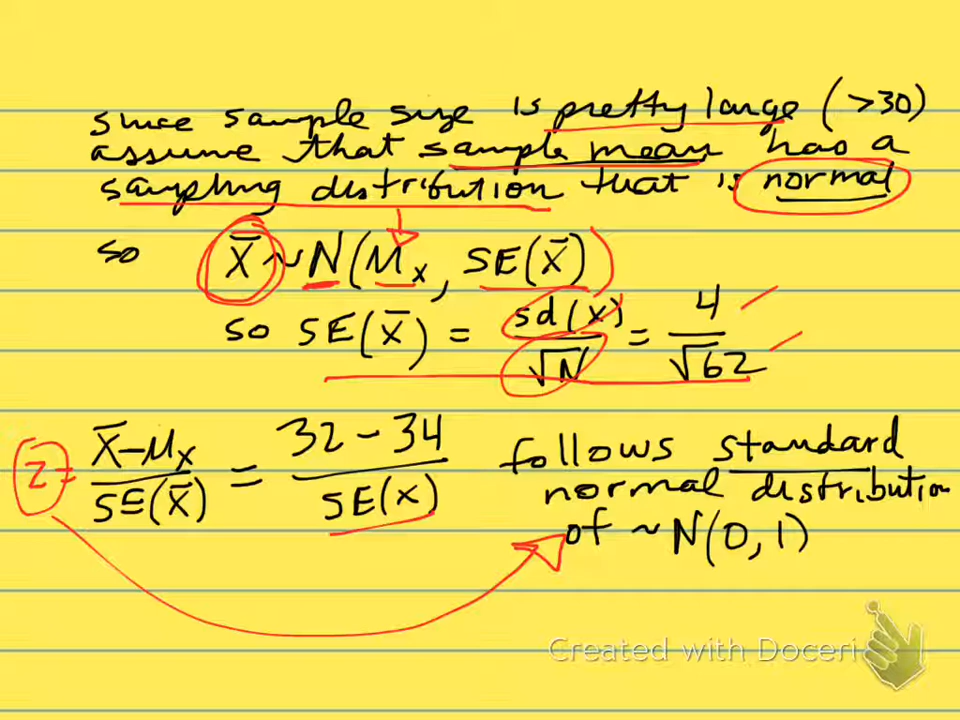 since sample size is pretty large (>30)
assume that sample mean has a
sampling distribution that is normal
so X̄ ~ N(Mx, SE(X̄))
so SE(X̄) = sd(x)/√N = 4/√62
z = X̄-Mx/SE(X̄) = 32-34/SE(x) follows standard
normal distribution
of ~ N(0,1)
Created with Doceri